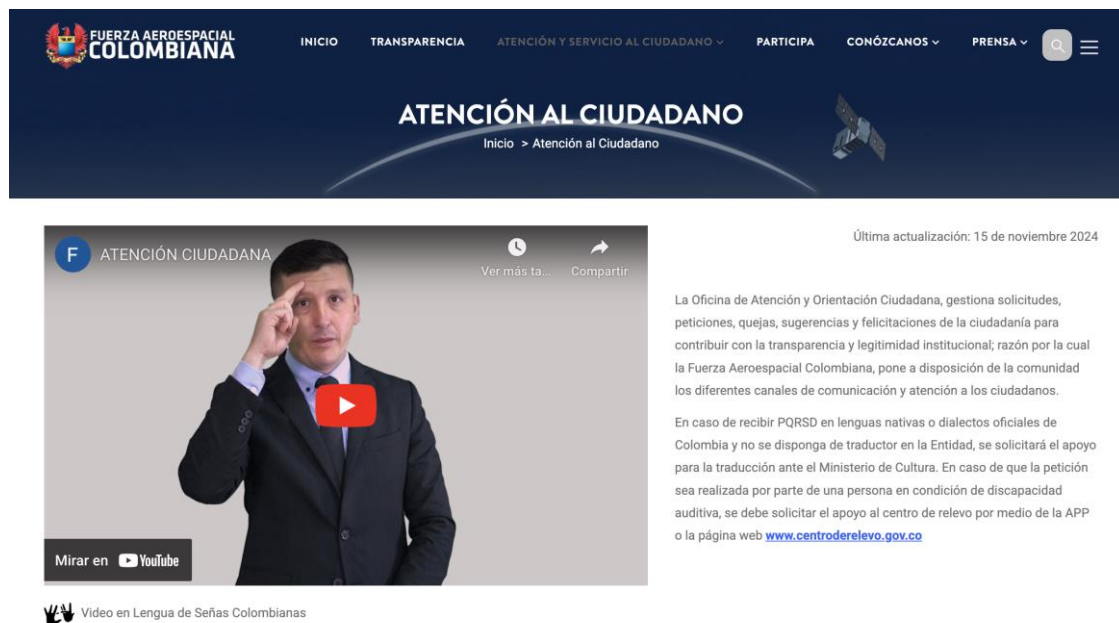 FUERZA AEROESPACIAL
COLOMBIANA
INICIO
TRANSPARENCIA
ATENCIÓN Y SERVICIO AL CIUDADANO
PARTICIPA
CONÓZCANOS
PRENSA
ATENCIÓN AL CIUDADANO
Inicio > Atención al Ciudadano
F ATENCIÓN CIUDADANA
Ver más ta...
Compartir
Mirar en YouTube
Video en Lengua de Señas Colombianas
Última actualización: 15 de noviembre 2024
La Oficina de Atención y Orientación Ciudadana, gestiona solicitudes,
peticiones, quejas, sugerencias y felicitaciones de la ciudadanía para
contribuir con la transparencia y legitimidad institucional; razón por la cual
la Fuerza Aeroespacial Colombiana, pone a disposición de la comunidad
los diferentes canales de comunicación y atención a los ciudadanos.
En caso de recibir PQRSD en lenguas nativas o dialectos oficiales de
Colombia y no se disponga de traductor en la Entidad, se solicitará el apoyo
para la traducción ante el Ministerio de Cultura. En caso de que la petición
sea realizada por parte de una persona en condición de discapacidad
auditiva, se debe solicitar el apoyo al centro de relevo por medio de la APP
o la página web www.centroderelevo.gov.co